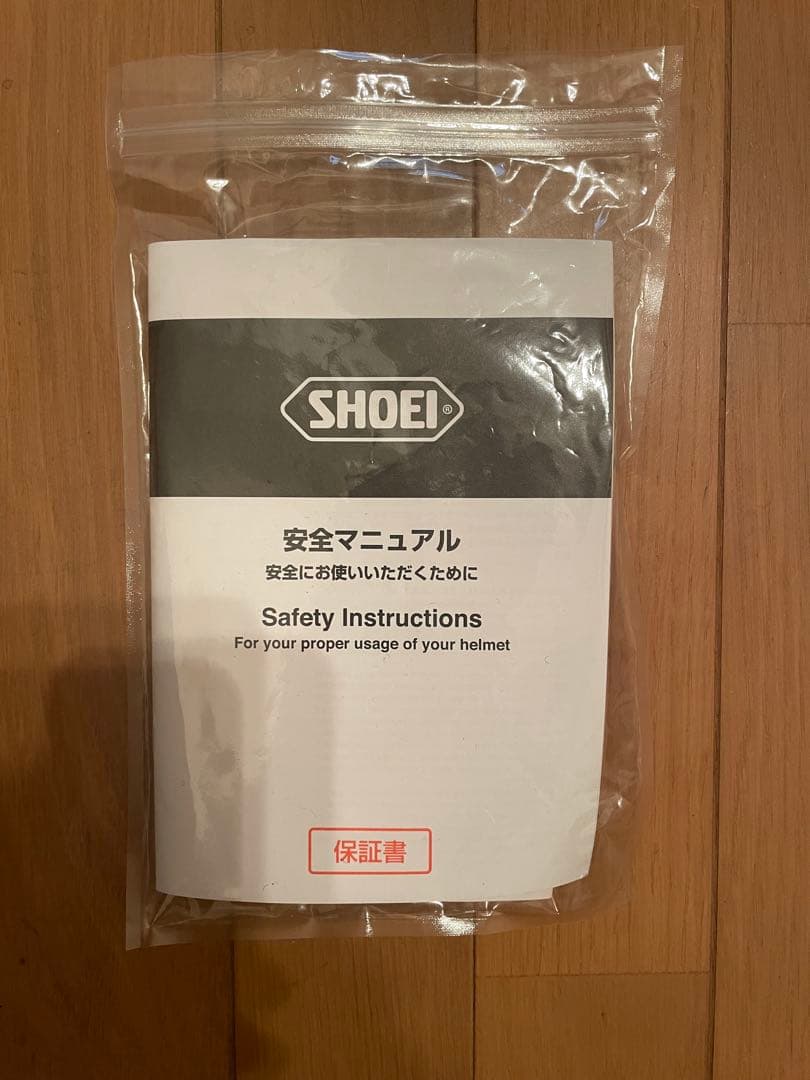 SHOEI®
安全マニュアル
安全にお使いいただくために
Safety Instructions
For your proper usage of your helmet
保証書